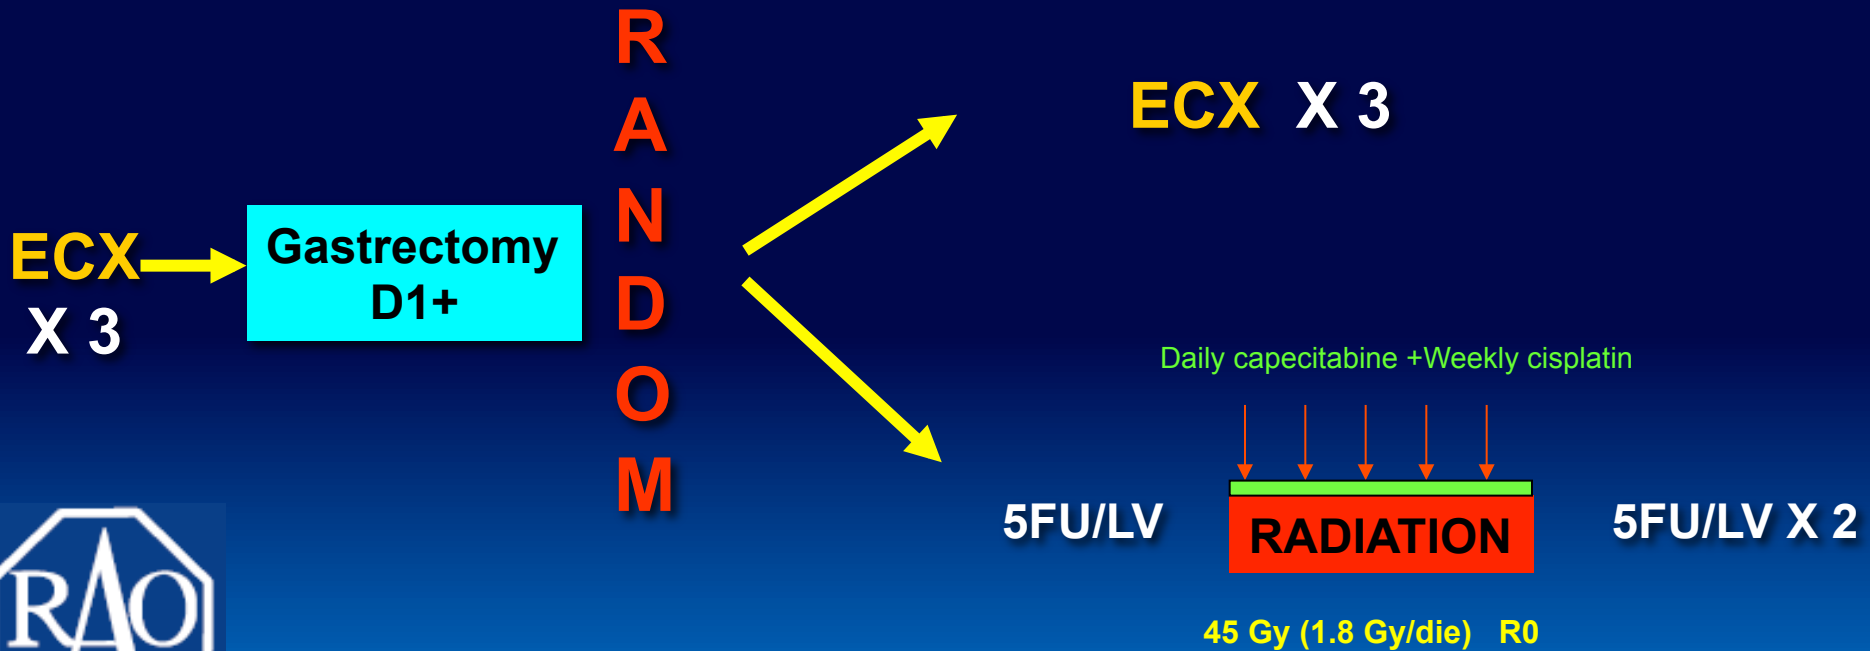 ECX
X 3
Gastrectomy
D1+
R
A
N
D
O
M
ECX X 3
Daily capecitabine +Weekly cisplatin
5FU/LV
RADIATION
5FU/LV X 2
45 Gy (1.8 Gy/die) R0
RAO